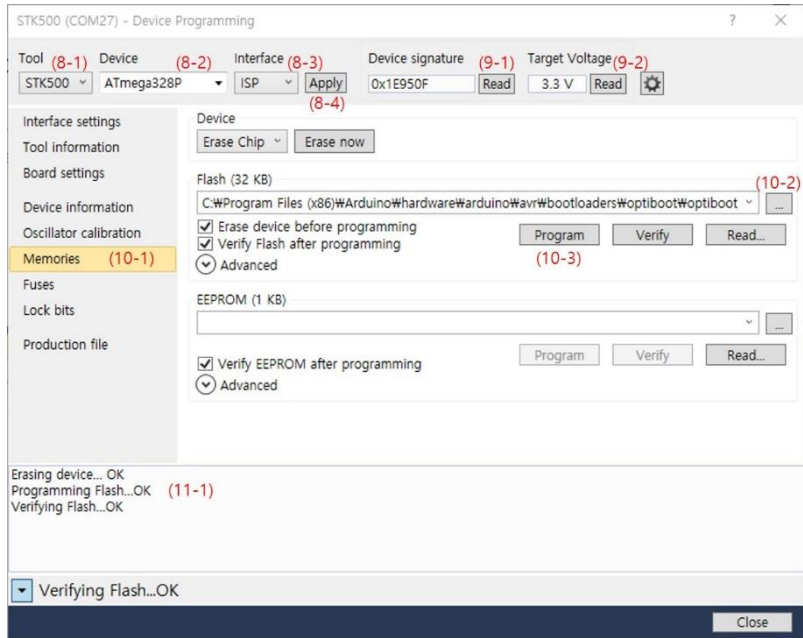 STK500 (COM27) - Device Programming
Tool (8-1) Device (8-2) Interface (8-3) Device signature (9-1) Target Voltage (9-2)
STK500 ATmega328P ISP Apply 0x1E950F Read 3.3 V Read
(8-4)
Interface settings
Tool information
Board settings
Device information
Oscillator calibration
Memories (10-1)
Fuses
Lock bits
Production file
Device
Erase Chip Erase now
Flash (32 KB)
(10-2)
C:₩Program Files (x86)₩Arduino₩hardware₩arduino₩avr₩bootloaders₩optiboot₩optiboot ...
Erase device before programming
Verify Flash after programming
Program Verify Read...
(10-3)
Advanced
EEPROM (1 KB)
...
Verify EEPROM after programming
Program Verify Read...
Advanced
Erasing device... OK
Programming Flash...OK (11-1)
Verifying Flash...OK
Verifying Flash...OK
Close